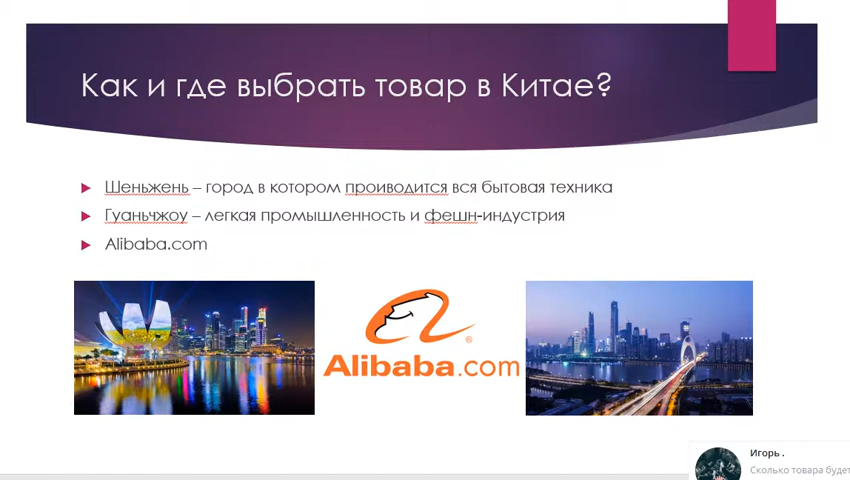 Как и где выбрать товар в Китае?
Шеньжень – город в котором проиводится вся бытовая техника
Гуаньчжоу – легкая промышленность и фешн-индустрия
Alibaba.com
Alibaba.com
®
Игорь .
Сколько товара будет